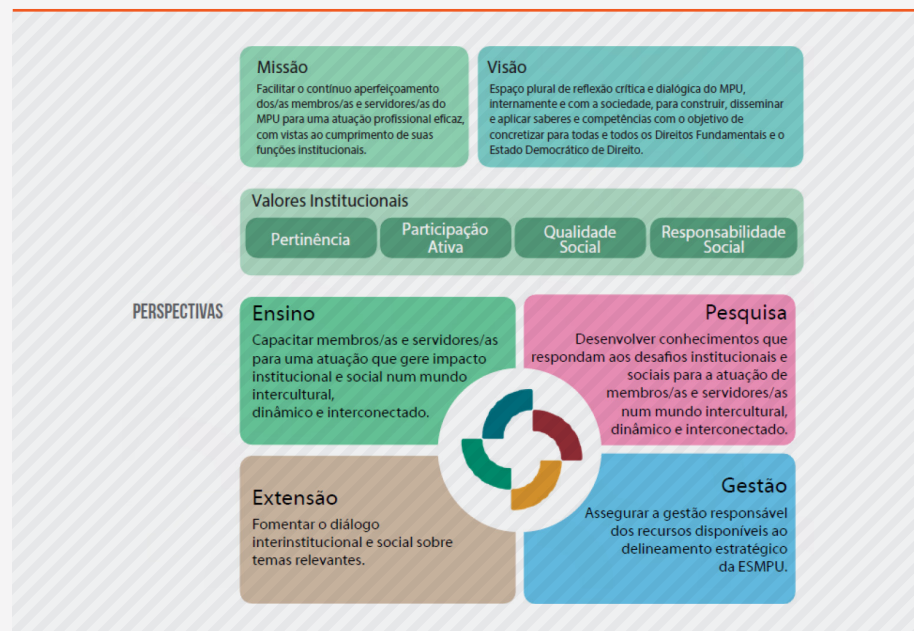 Missão
Facilitar o contínuo aperfeiçoamento
dos/as membros/as e servidores/as do
MPU para uma atuação profissional eficaz,
com vistas ao cumprimento de suas
funções institucionais.
Visão
Espaço plural de reflexão crítica e dialógica do MPU,
internamente e com a sociedade, para construir, disseminar
e aplicar saberes e competências com o objetivo de
concretizar para todas e todos os Direitos Fundamentais e o
Estado Democrático de Direito.
Valores Institucionais
Pertinência
Participação
Ativa
Qualidade
Social
Responsabilidade
Social
PERSPECTIVAS
Ensino
Capacitar membros/as e servidores/as
para uma atuação que gere impacto
institucional e social num mundo
intercultural,
dinâmico e interconectado.
Pesquisa
Desenvolver conhecimentos que
respondam aos desafios institucionais e
sociais para a atuação de
membros/as e servidores/as
num mundo intercultural,
dinâmico e interconectado.
Extensão
Fomentar o diálogo
interinstitucional e social sobre
temas relevantes.
Gestão
Assegurar a gestão responsável
dos recursos disponíveis ao
delineamento estratégico
da ESMPU.